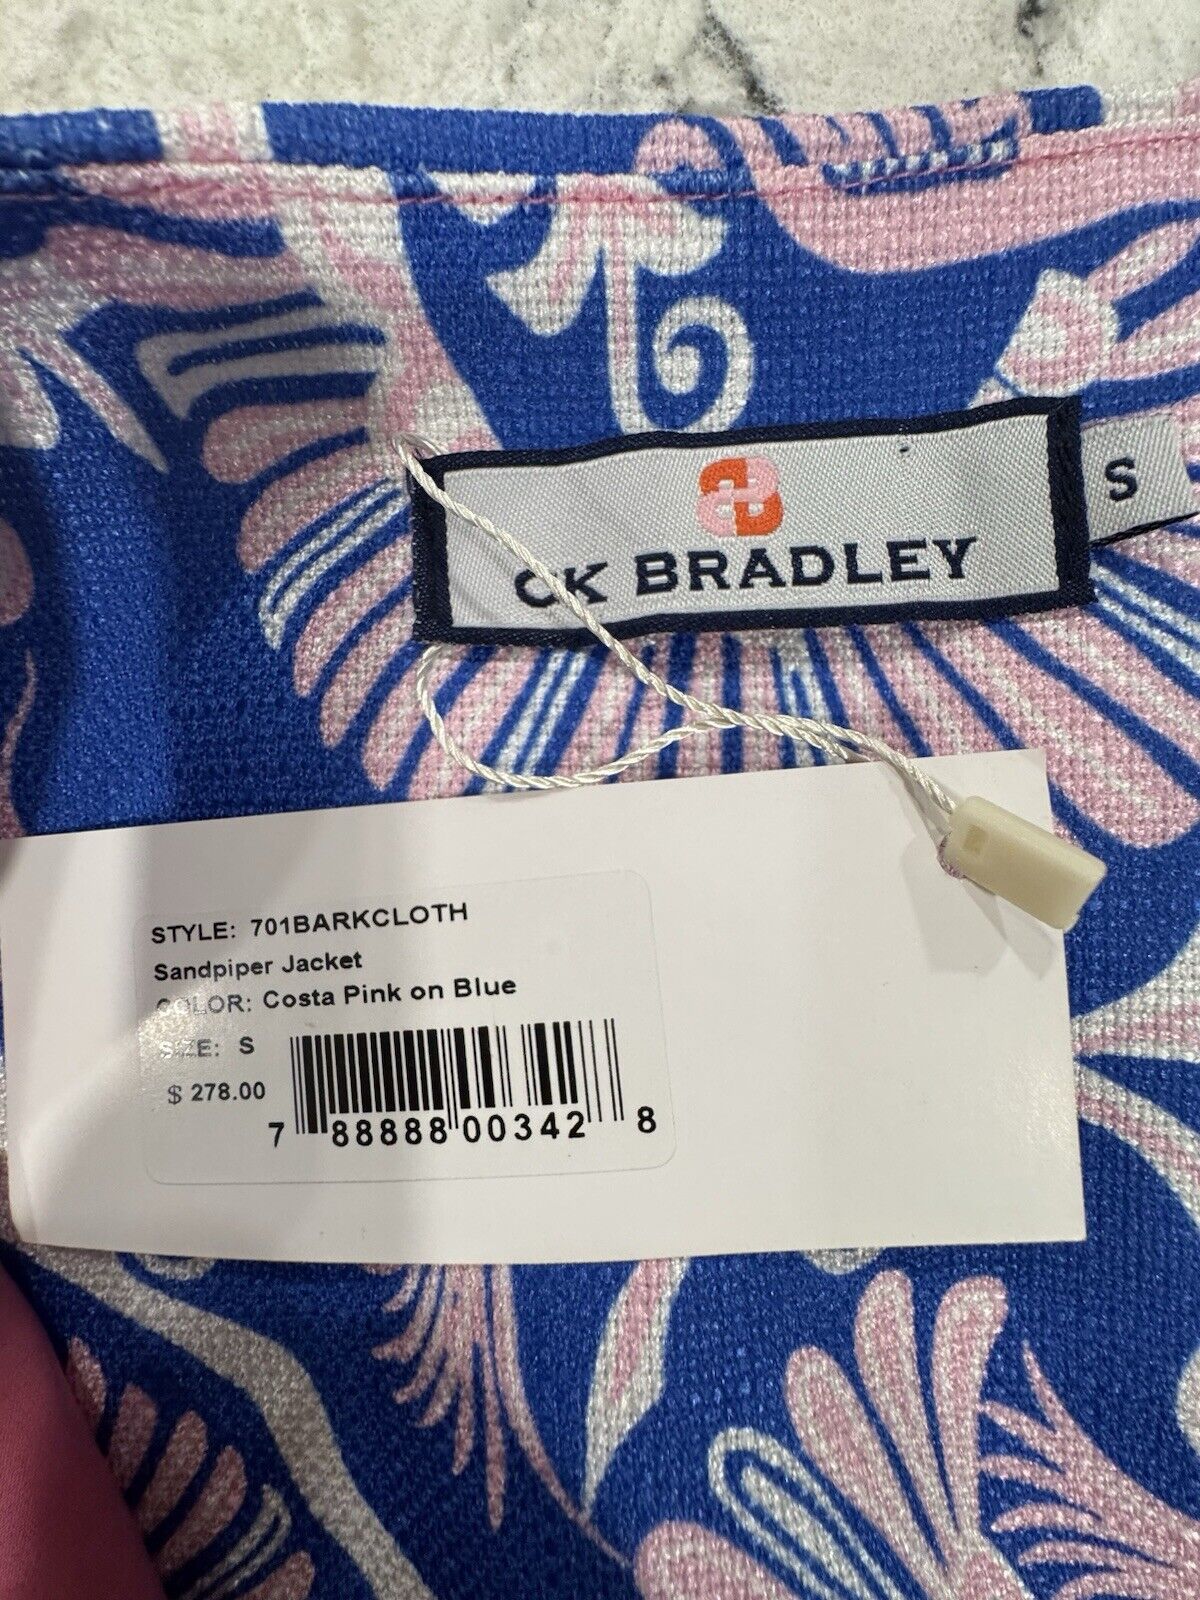 CK BRADLEY
S
STYLE: 701BARKCLOTH
Sandpiper Jacket
COLOR: Costa Pink on Blue
SIZE: S
$ 278.00
7 88888 00342 8